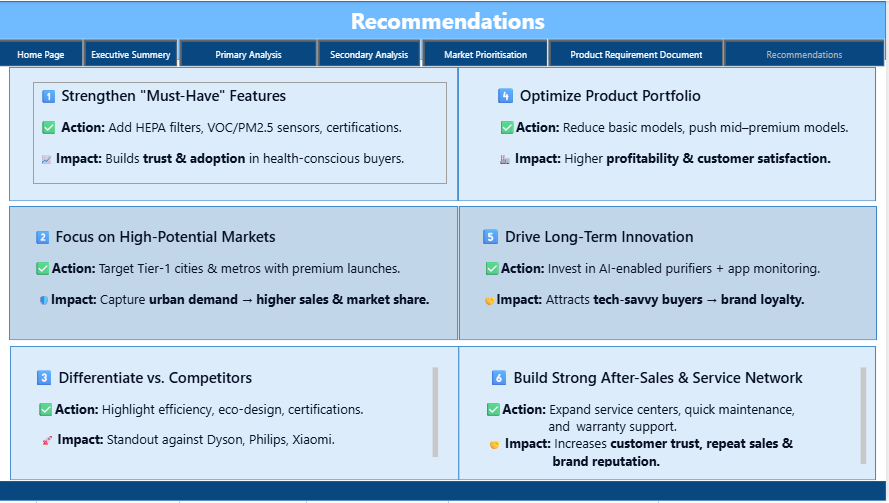 Recommendations
Home Page
Executive Summery
Primary Analysis
Secondary Analysis
Market Prioritisation
Product Requirement Document
Recommendations
1 Strengthen "Must-Have" Features
Action: Add HEPA filters, VOC/PM2.5 sensors, certifications.
Impact: Builds trust & adoption in health-conscious buyers.
2 Focus on High-Potential Markets
Action: Target Tier-1 cities & metros with premium launches.
Impact: Capture urban demand → higher sales & market share.
3 Differentiate vs. Competitors
Action: Highlight efficiency, eco-design, certifications.
Impact: Standout against Dyson, Philips, Xiaomi.
4 Optimize Product Portfolio
Action: Reduce basic models, push mid–premium models.
Impact: Higher profitability & customer satisfaction.
5 Drive Long-Term Innovation
Action: Invest in AI-enabled purifiers + app monitoring.
Impact: Attracts tech-savvy buyers → brand loyalty.
6 Build Strong After-Sales & Service Network
Action: Expand service centers, quick maintenance,
and warranty support.
Impact: Increases customer trust, repeat sales &
brand reputation.